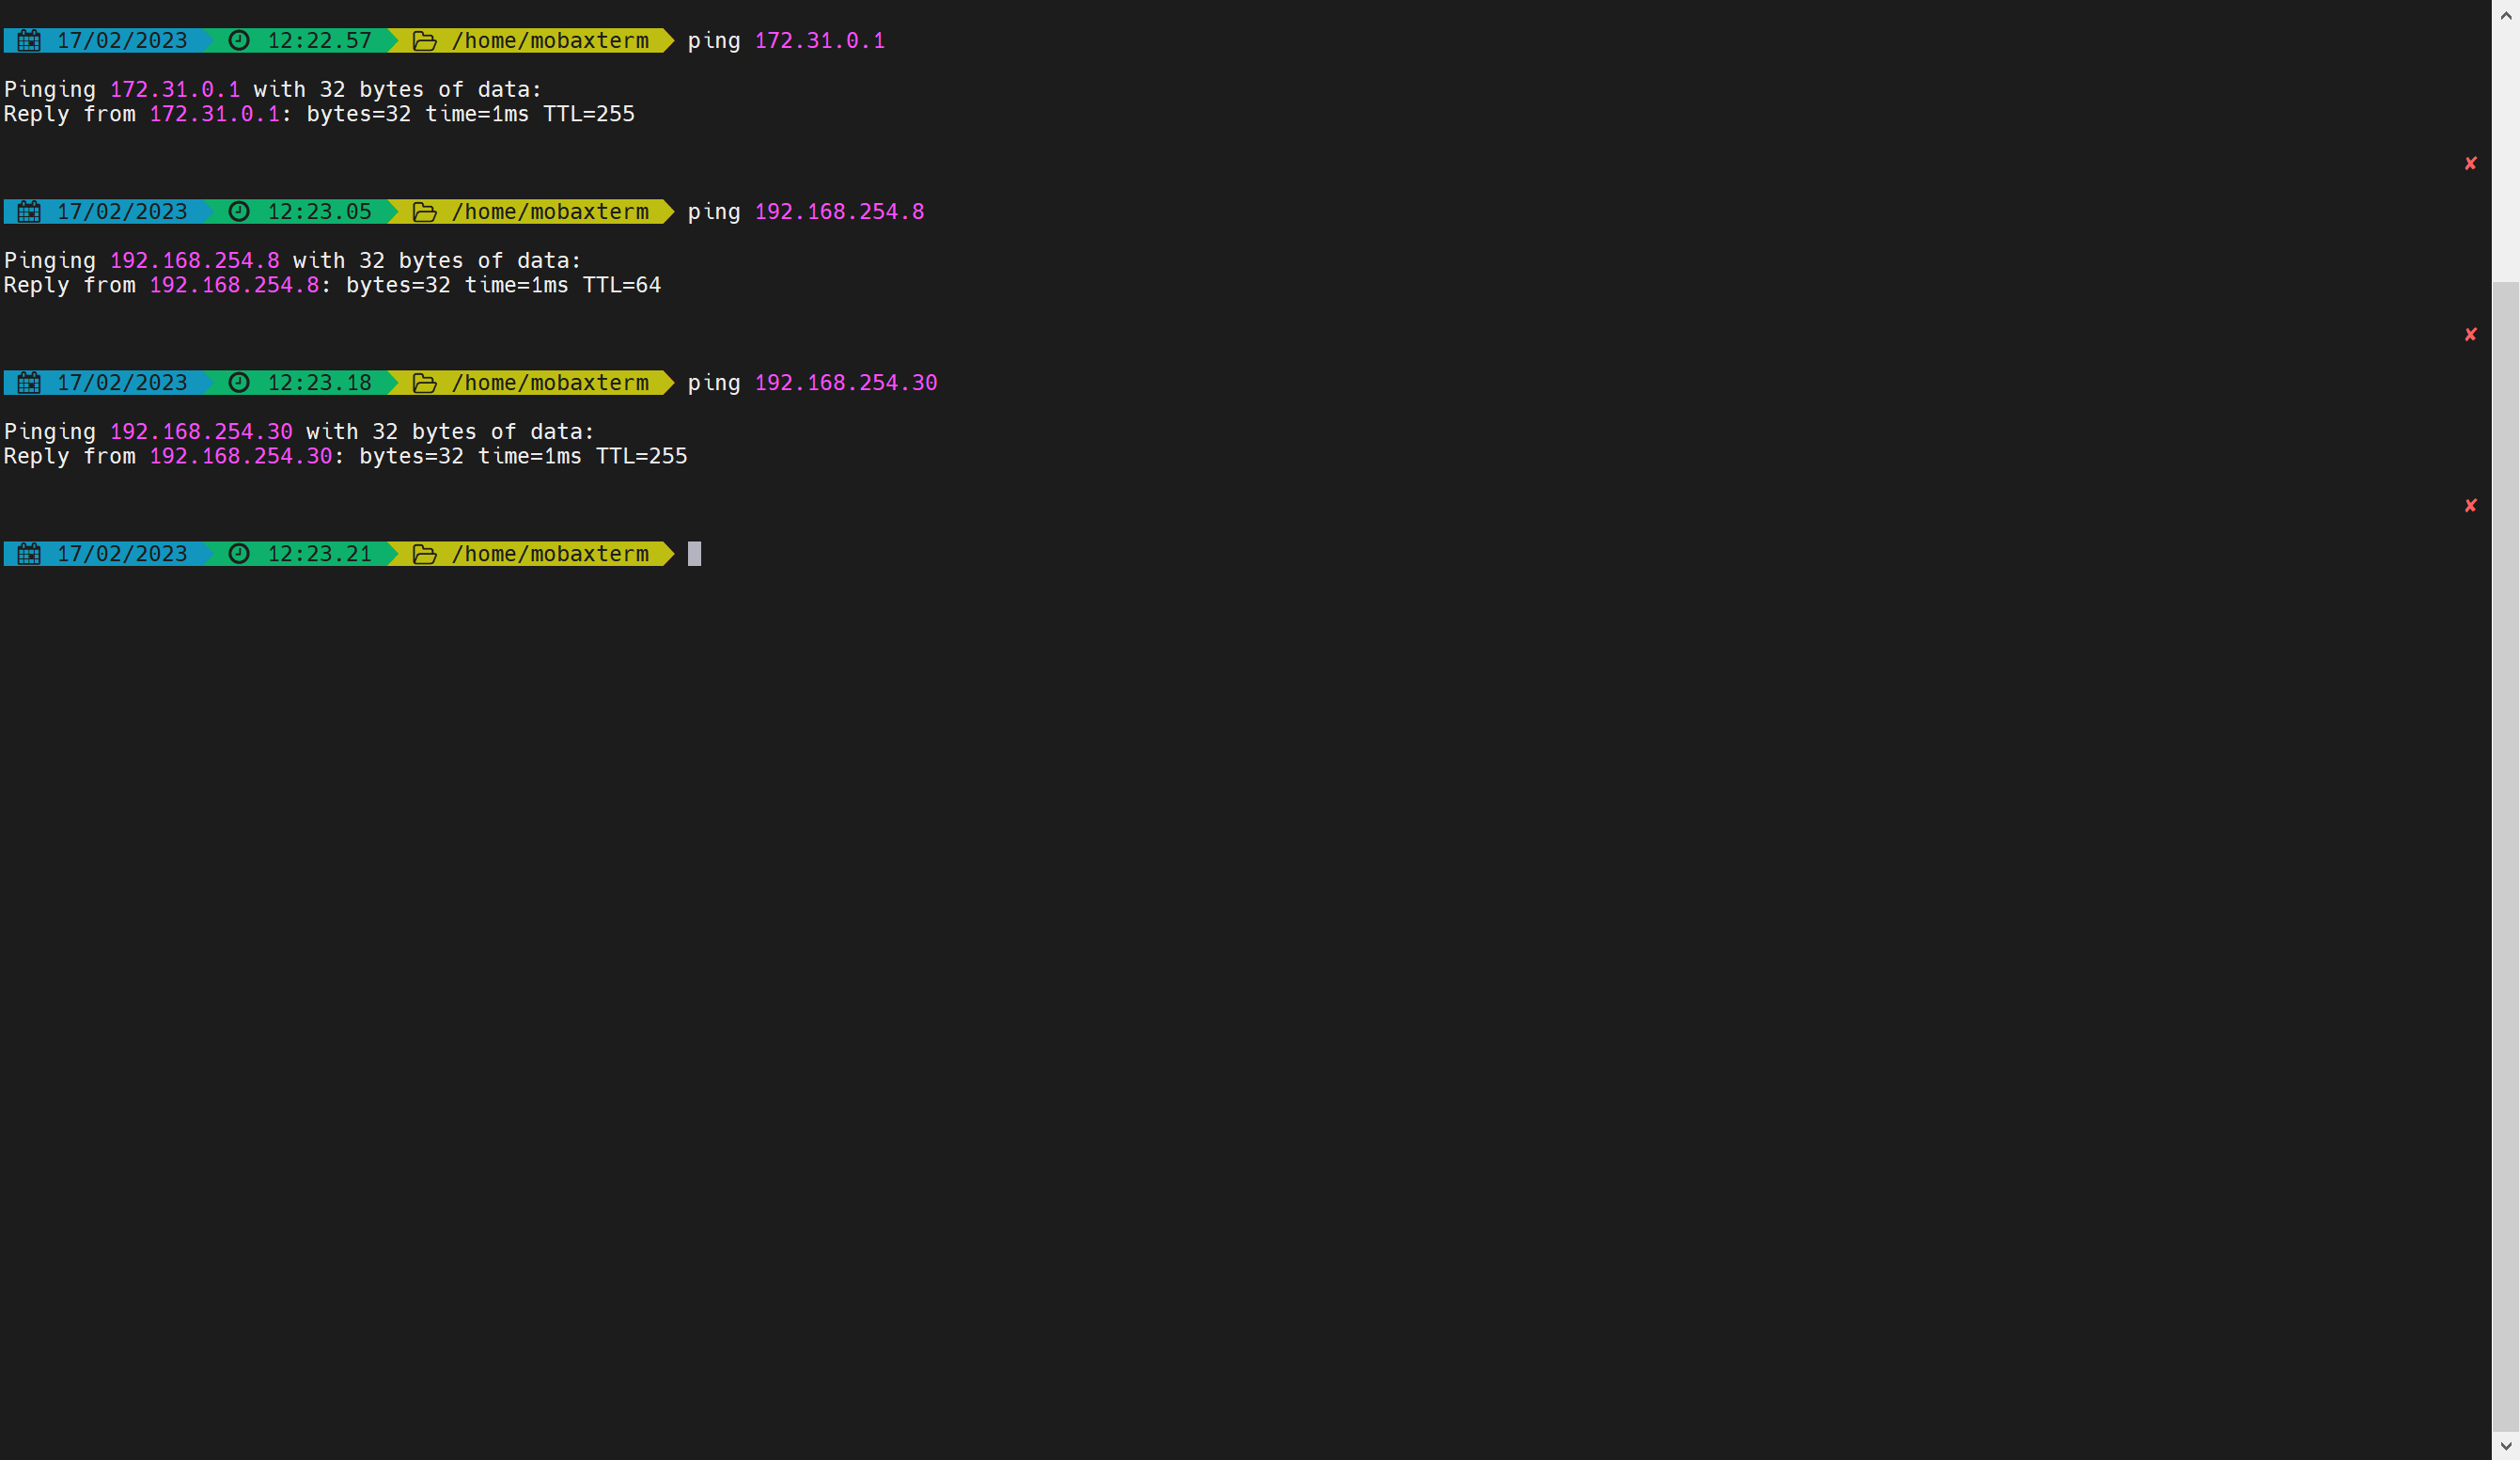 17/02/2023 12:22.57 /home/mobaxterm ping 172.31.0.1
Pinging 172.31.0.1 with 32 bytes of data:
Reply from 172.31.0.1: bytes=32 time=1ms TTL=255
✘
17/02/2023 12:23.05 /home/mobaxterm ping 192.168.254.8
Pinging 192.168.254.8 with 32 bytes of data:
Reply from 192.168.254.8: bytes=32 time=1ms TTL=64
✘
17/02/2023 12:23.18 /home/mobaxterm ping 192.168.254.30
Pinging 192.168.254.30 with 32 bytes of data:
Reply from 192.168.254.30: bytes=32 time=1ms TTL=255
✘
17/02/2023 12:23.21 /home/mobaxterm